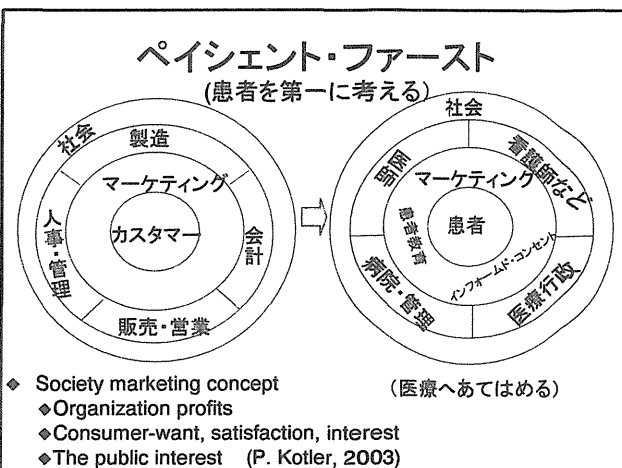 ペイシェント・ファースト
(患者を第一に考える)
社会
製造
マーケティング
カスタマー
人事・管理
会計
販売・営業
社会
医師
看護師など
マーケティング
患者
患者教育
インフォームド・コンセント
病院・管理
医療行政
◆ Society marketing concept
◆Organization profits
◆Consumer-want, satisfaction, interest
◆The public interest (P. Kotler, 2003)
(医療へあてはめる)